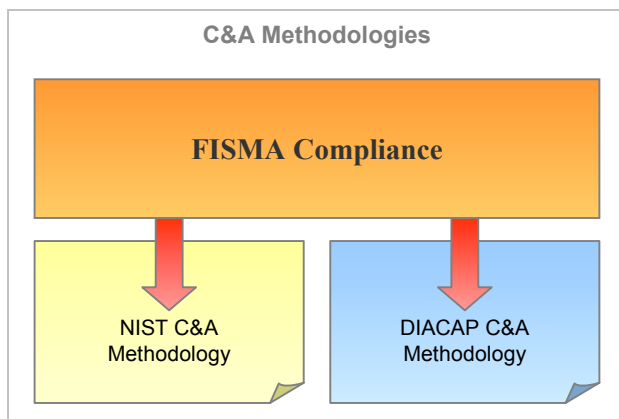 C&A Methodologies
FISMA Compliance
NIST C&A
Methodology
DIACAP C&A
Methodology